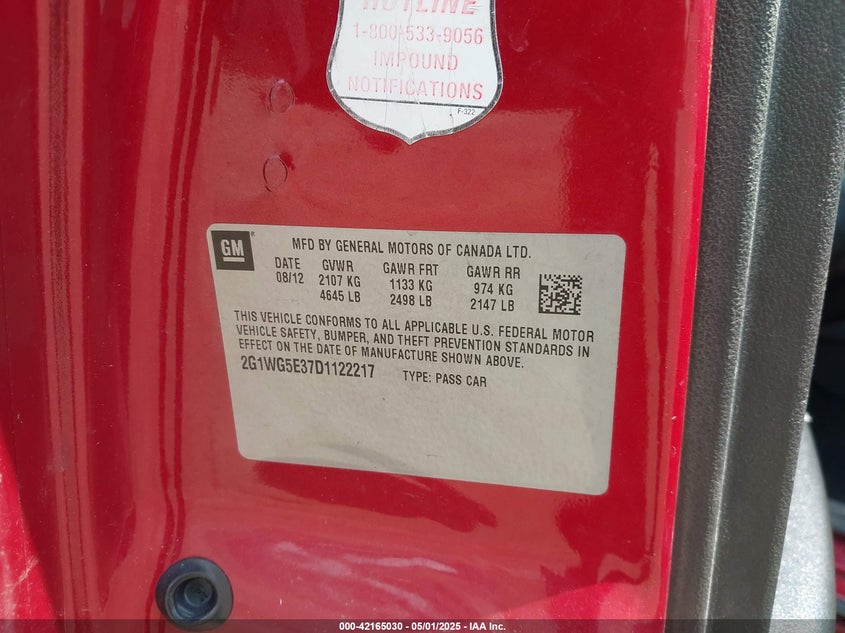 HOTLINE
1-800-533-9056
IMPOUND
NOTIFICATIONS
F-322
GM ®
MFD BY GENERAL MOTORS OF CANADA LTD.
DATE GVWR GAWR FRT GAWR RR
08/12 2107 KG 1133 KG 974 KG
4645 LB 2498 LB 2147 LB
THIS VEHICLE CONFORMS TO ALL APPLICABLE U.S. FEDERAL MOTOR
VEHICLE SAFETY, BUMPER, AND THEFT PREVENTION STANDARDS IN
EFFECT ON THE DATE OF MANUFACTURE SHOWN ABOVE.
2G1WG5E37D1122217 TYPE: PASS CAR
000-42165030 - 05/01/2025 - IAA Inc.